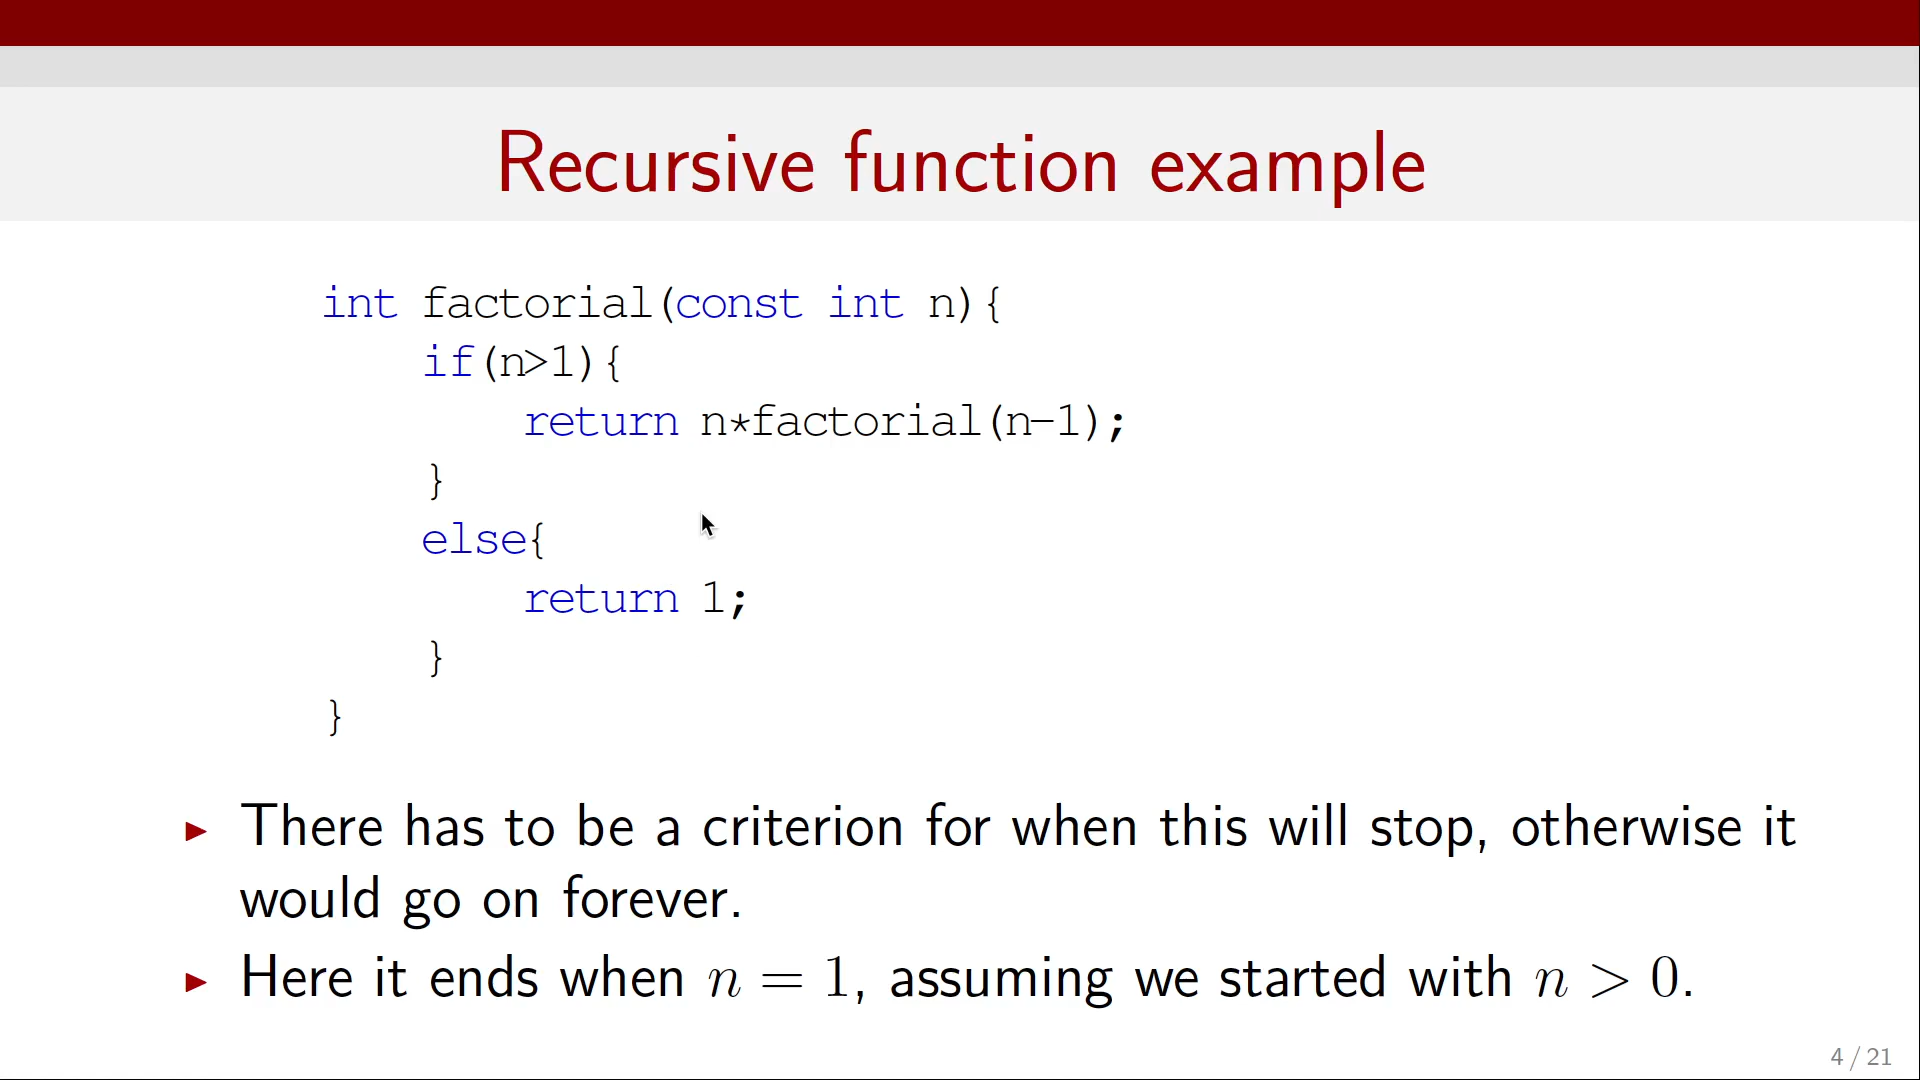 Recursive function example
int factorial(const int n){
if(n>1){
return n*factorial(n-1);
}
else{
return 1;
}
}
▶ There has to be a criterion for when this will stop, otherwise it
would go on forever.
▶ Here it ends when n = 1, assuming we started with n > 0.
4 / 21